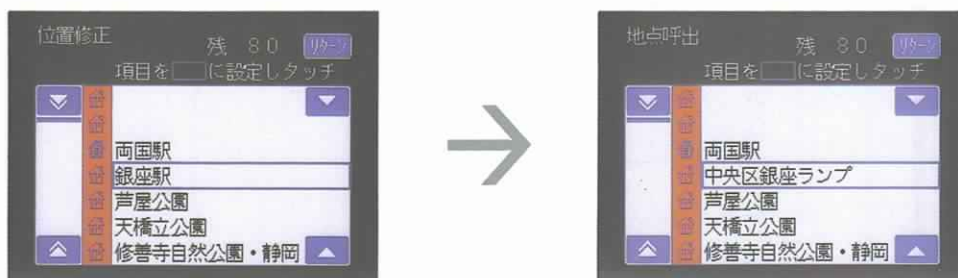 位置修正
残 80 リターン
項目を□に設定しタッチ
両国駅
銀座駅
芦屋公園
天橋立公園
修善寺自然公園・静岡
地点呼出
残 80 リターン
項目を□に設定しタッチ
両国駅
中央区銀座ランプ
芦屋公園
天橋立公園
修善寺自然公園・静岡